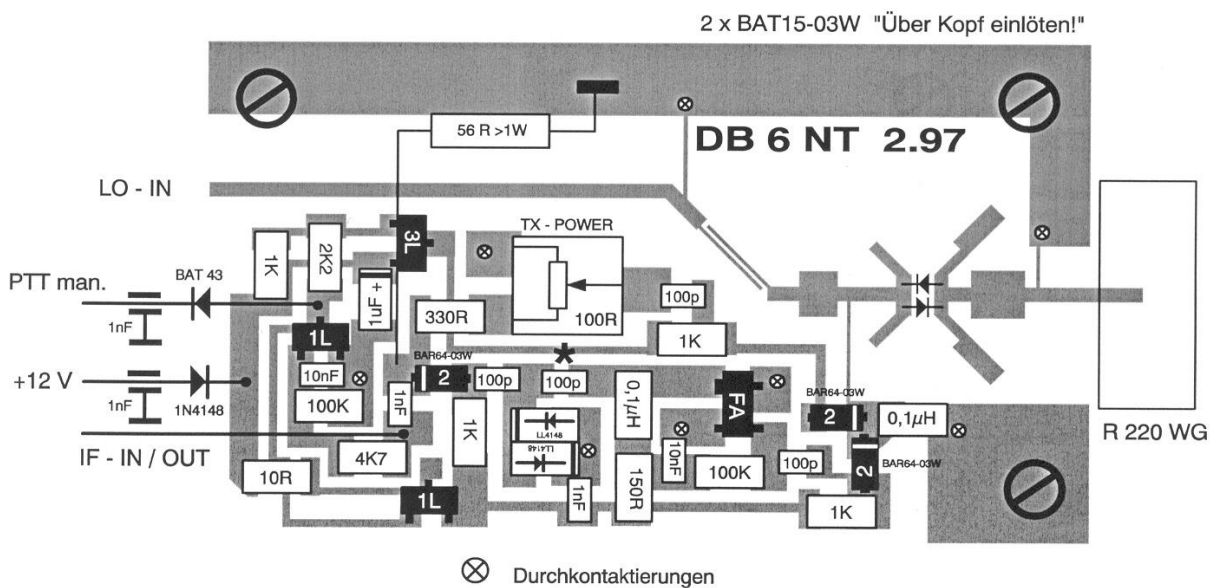 2 x BAT15-03W "Über Kopf einlöten!"
56 R >1W
DB 6 NT 2.97
LO - IN
TX - POWER
3L
1K
2K2
BAT 43
PTT man.
1µF +
100p
100R
330R
1nF
1L
1K
BAR64-03W
+12 V
10nF
2
100p
100p
0,1µH
FA
BAR64-03W
1nF
1N4148
100K
1nF
1K
LL4148
2
0,1µH
R 220 WG
IF - IN / OUT
4K7
LL4148
10nF
100K
100p
2
BAR64-03W
10R
1L
1nF
150R
1K
Durchkontaktierungen